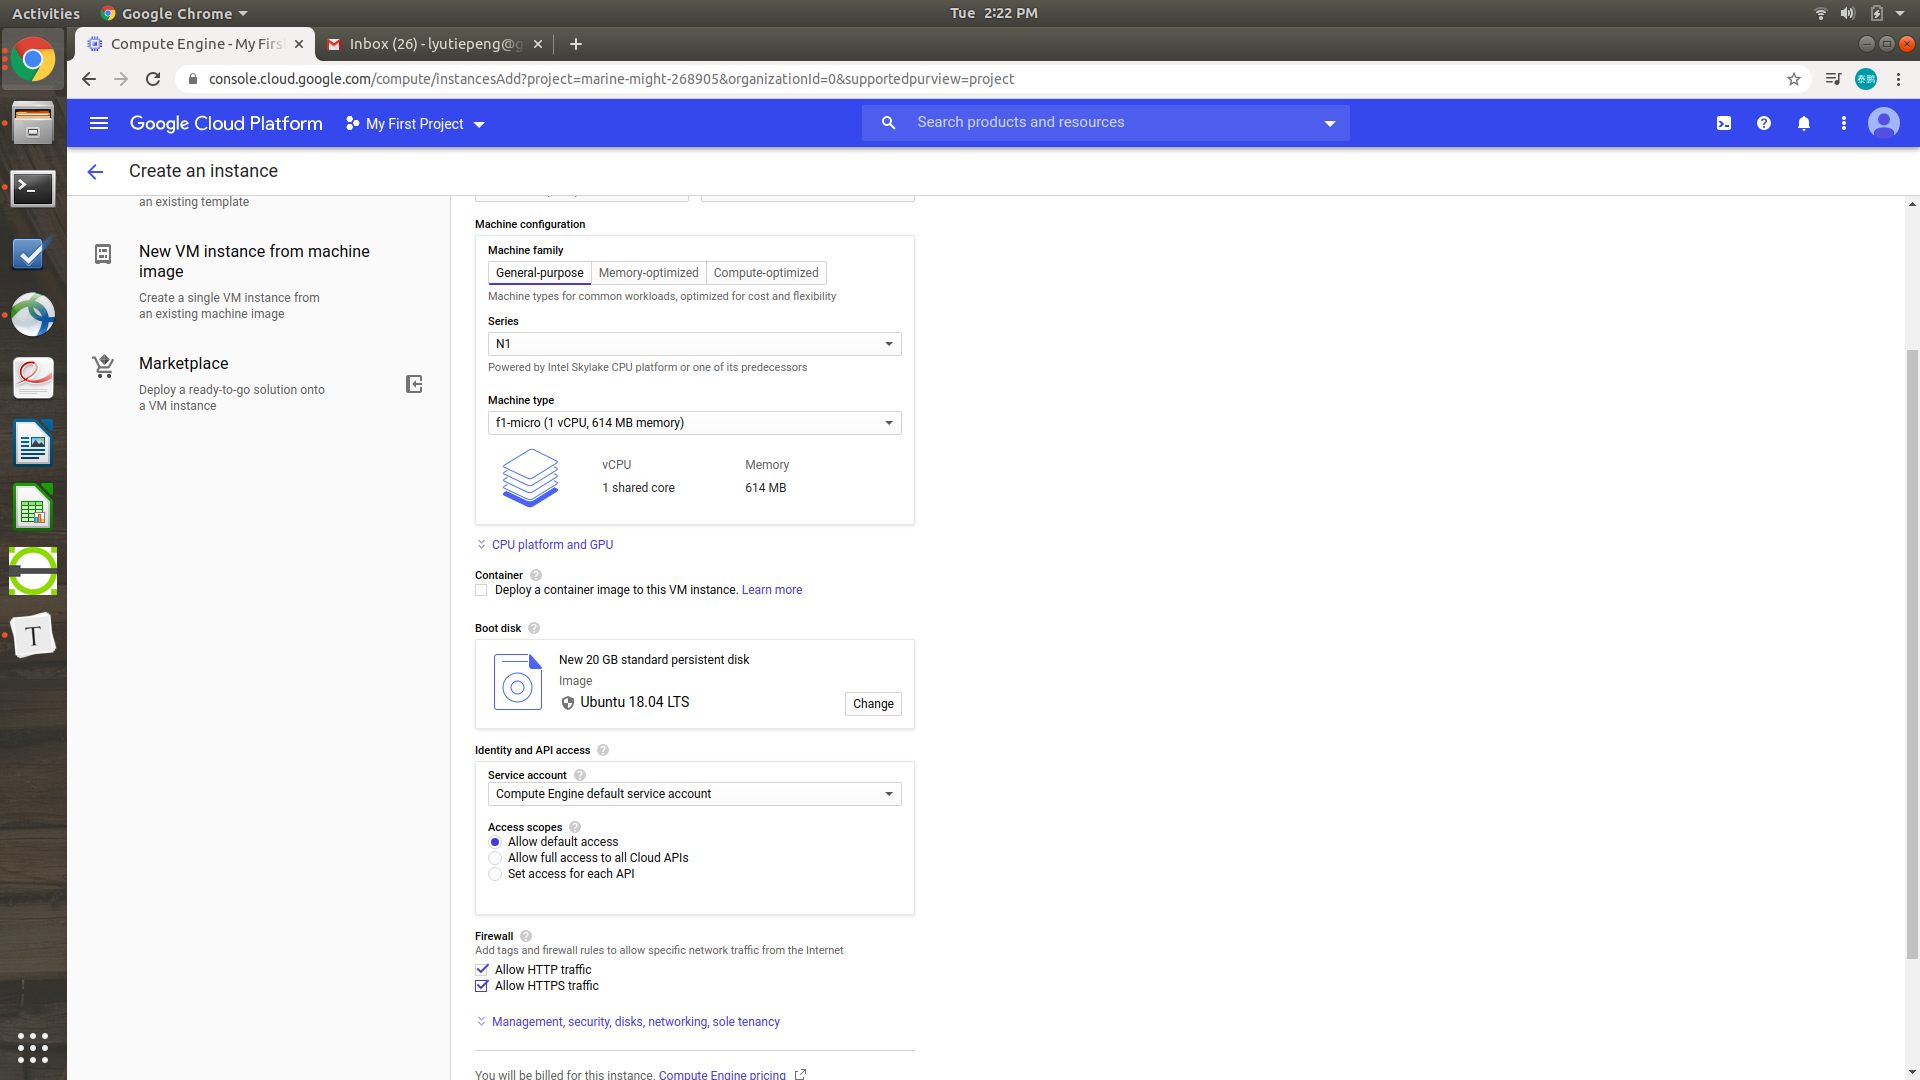 Activities
Google Chrome
Tue 2:22 PM
Compute Engine - My Firs
Inbox (26) - lyutiepeng@g
console.cloud.google.com/compute/instancesAdd?project=marine-might-268905&organizationId=0&supportedpurview=project
泰鹏
Google Cloud Platform
My First Project
Search products and resources
Create an instance
an existing template
New VM instance from machine
image
Create a single VM instance from
an existing machine image
Marketplace
Deploy a ready-to-go solution onto
a VM instance
Machine configuration
Machine family
General-purpose
Memory-optimized
Compute-optimized
Machine types for common workloads, optimized for cost and flexibility
Series
N1
Powered by Intel Skylake CPU platform or one of its predecessors
Machine type
f1-micro (1 vCPU, 614 MB memory)
vCPU
Memory
1 shared core
614 MB
CPU platform and GPU
Container
Deploy a container image to this VM instance. Learn more
Boot disk
New 20 GB standard persistent disk
Image
Ubuntu 18.04 LTS
Change
Identity and API access
Service account
Compute Engine default service account
Access scopes
Allow default access
Allow full access to all Cloud APIs
Set access for each API
Firewall
Add tags and firewall rules to allow specific network traffic from the Internet
Allow HTTP traffic
Allow HTTPS traffic
Management, security, disks, networking, sole tenancy
You will be billed for this instance. Compute Engine pricing
T